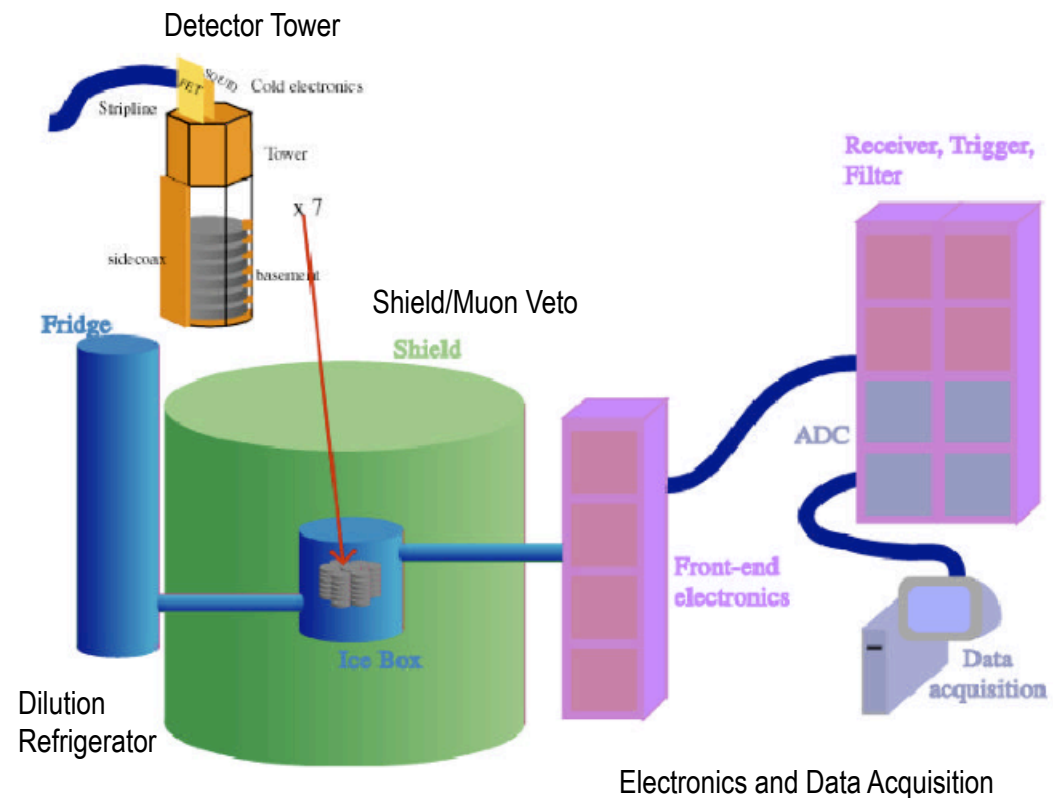 Detector Tower
FET
SQUID
Cold electronics
Stripline
Tower
x 7
sidecoax
basement
Receiver, Trigger,
Filter
Shield/Muon Veto
Fridge
Shield
ADC
Front-end
electronics
Ice Box
Data
acquisition
Dilution
Refrigerator
Electronics and Data Acquisition